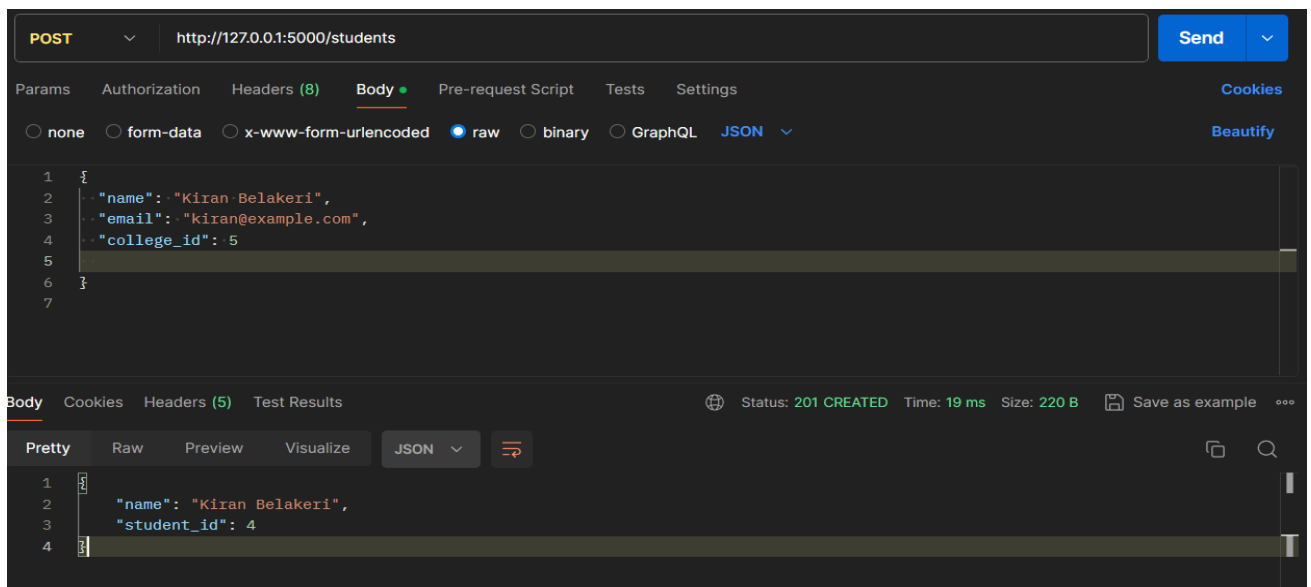 POST http://127.0.0.1:5000/students Send
Params Authorization Headers (8) Body Pre-request Script Tests Settings Cookies
none form-data x-www-form-urlencoded raw binary GraphQL JSON Beautify
1 {
2 "name": "Kiran Belakeri",
3 "email": "kiran@example.com",
4 "college_id": 5
5
6 }
7
Body Cookies Headers (5) Test Results Status: 201 CREATED Time: 19 ms Size: 220 B Save as example
Pretty Raw Preview Visualize JSON
1 {
2 "name": "Kiran Belakeri",
3 "student_id": 4
4 }